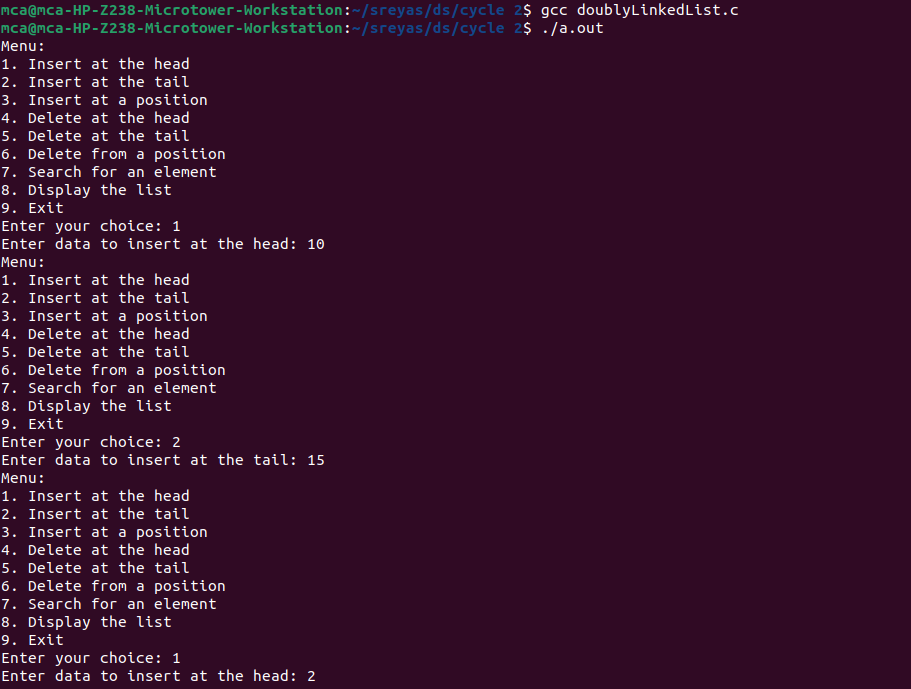 mca@mca-HP-Z238-Microtower-Workstation:~/sreyas/ds/cycle 2$ gcc doublyLinkedList.c
mca@mca-HP-Z238-Microtower-Workstation:~/sreyas/ds/cycle 2$ ./a.out
Menu:
1. Insert at the head
2. Insert at the tail
3. Insert at a position
4. Delete at the head
5. Delete at the tail
6. Delete from a position
7. Search for an element
8. Display the list
9. Exit
Enter your choice: 1
Enter data to insert at the head: 10
Menu:
1. Insert at the head
2. Insert at the tail
3. Insert at a position
4. Delete at the head
5. Delete at the tail
6. Delete from a position
7. Search for an element
8. Display the list
9. Exit
Enter your choice: 2
Enter data to insert at the tail: 15
Menu:
1. Insert at the head
2. Insert at the tail
3. Insert at a position
4. Delete at the head
5. Delete at the tail
6. Delete from a position
7. Search for an element
8. Display the list
9. Exit
Enter your choice: 1
Enter data to insert at the head: 2